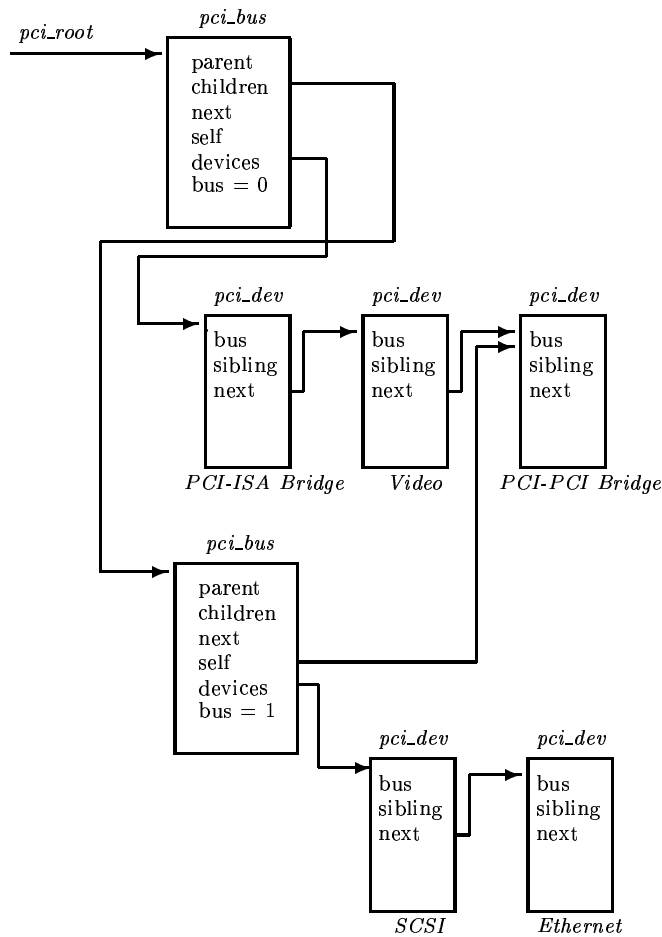 pci_bus
pci_root
parent
children
next
self
devices
bus = 0
pci_dev pci_dev pci_dev
bus bus bus
sibling sibling sibling
next next next
PCI-ISA Bridge Video PCI-PCI Bridge
pci_bus
parent
children
next
self
devices
bus = 1
pci_dev pci_dev
bus bus
sibling sibling
next next
SCSI Ethernet